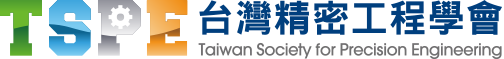 TSPE 台灣精密工程學會
Taiwan Society for Precision Engineering